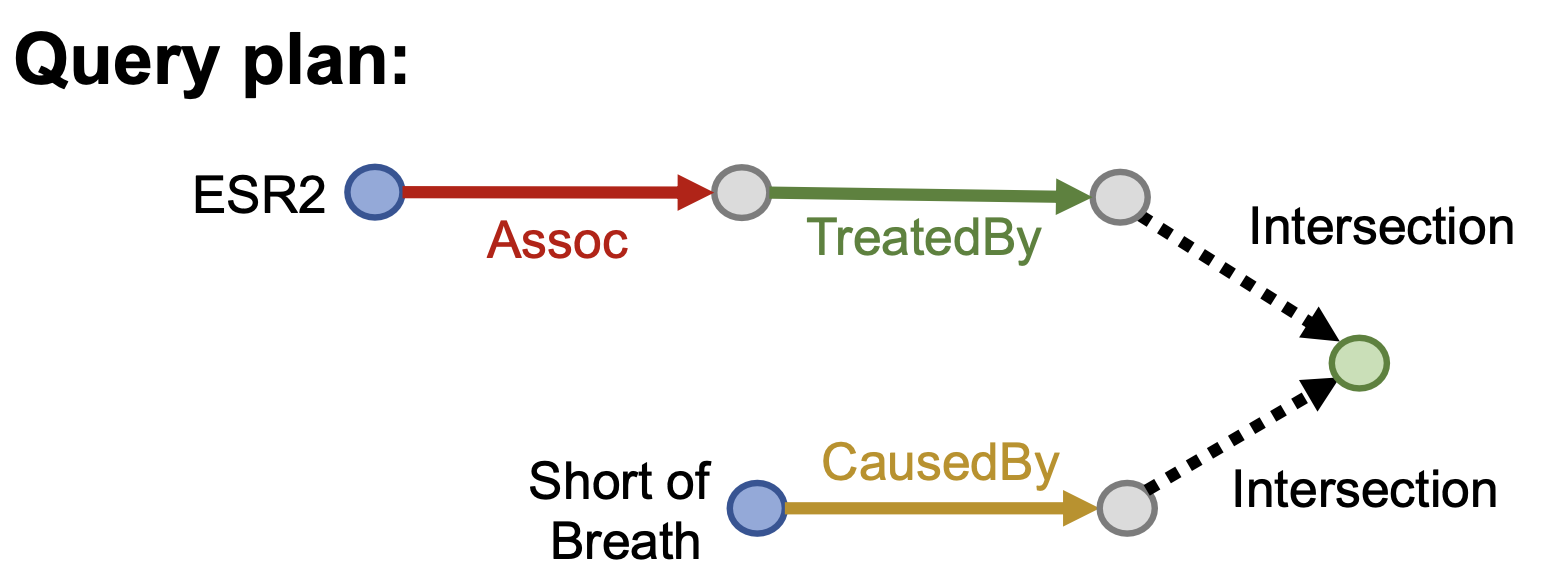 Query plan:
ESR2
Assoc
TreatedBy
Intersection
Short of
Breath
CausedBy
Intersection